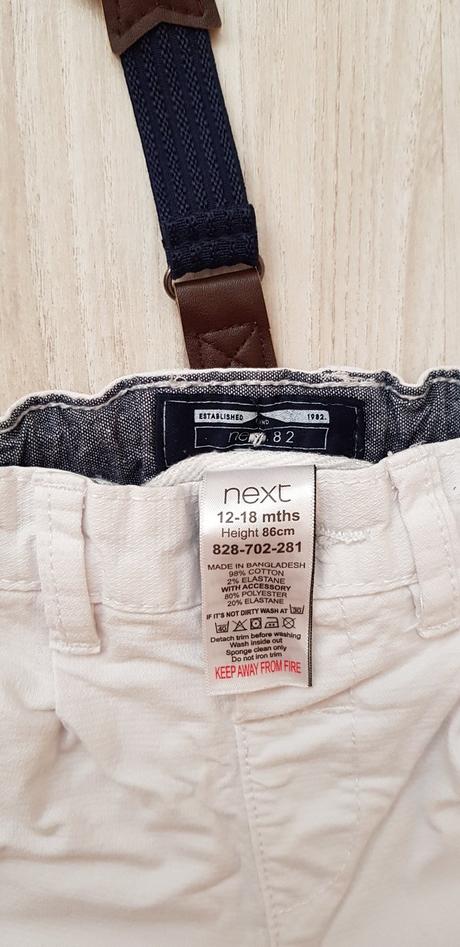 ESTABLISHED 1982.
82
next
12-18 mths
Height 86cm
828-702-281
MADE IN BANGLADESH
98% COTTON
2% ELASTANE
WITH ACCESSORY
80% POLYESTER
20% ELASTANE
IF IT'S NOT DIRTY WASH AT 30
40
Detach trim before washing
Wash inside out
Sponge clean only
Do not iron trim
KEEP AWAY FROM FIRE